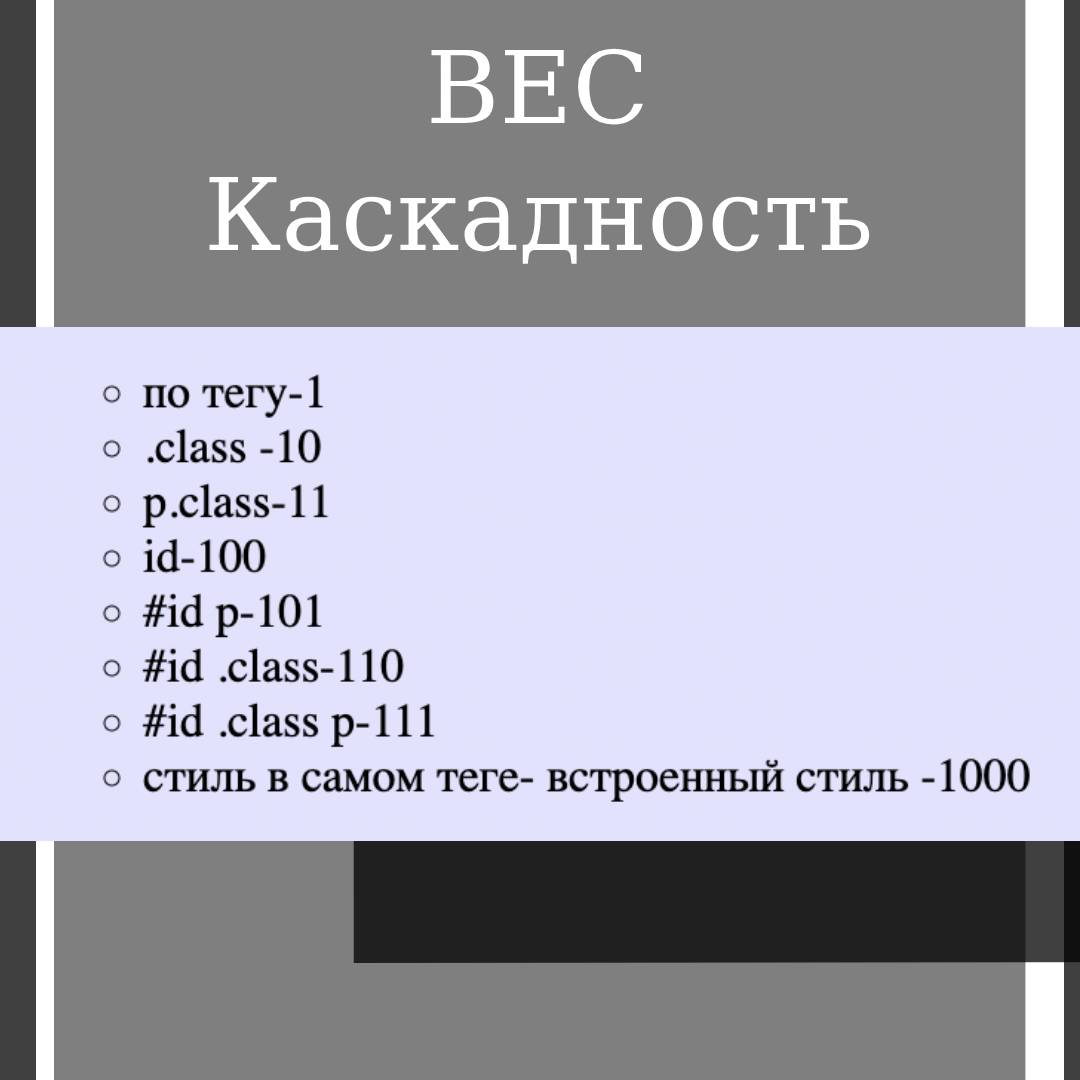 ВЕС
Каскадность
по тегу-1
.class -10
p.class-11
id-100
#id p-101
#id .class-110
#id .class p-111
стиль в самом теге- встроенный стиль -1000